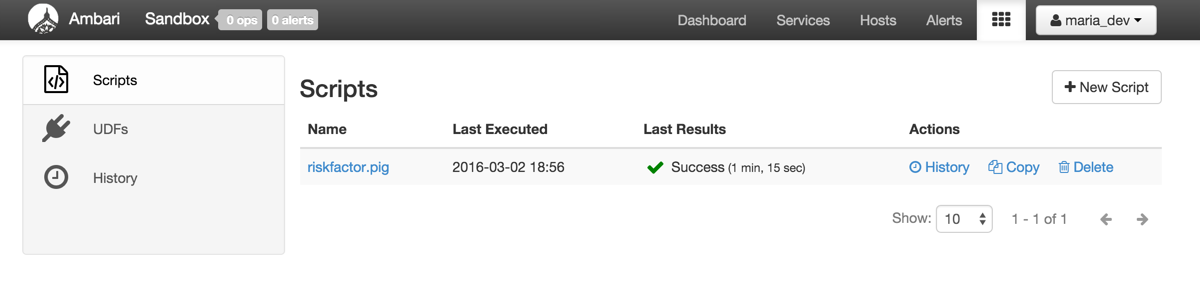 Ambari Sandbox 0 ops 0 alerts Dashboard Services Hosts Alerts maria_dev
Scripts
UDFs
History
Scripts
+ New Script
Name Last Executed Last Results Actions
riskfactor.pig 2016-03-02 18:56 Success (1 min, 15 sec) History Copy Delete
Show: 10 1 - 1 of 1